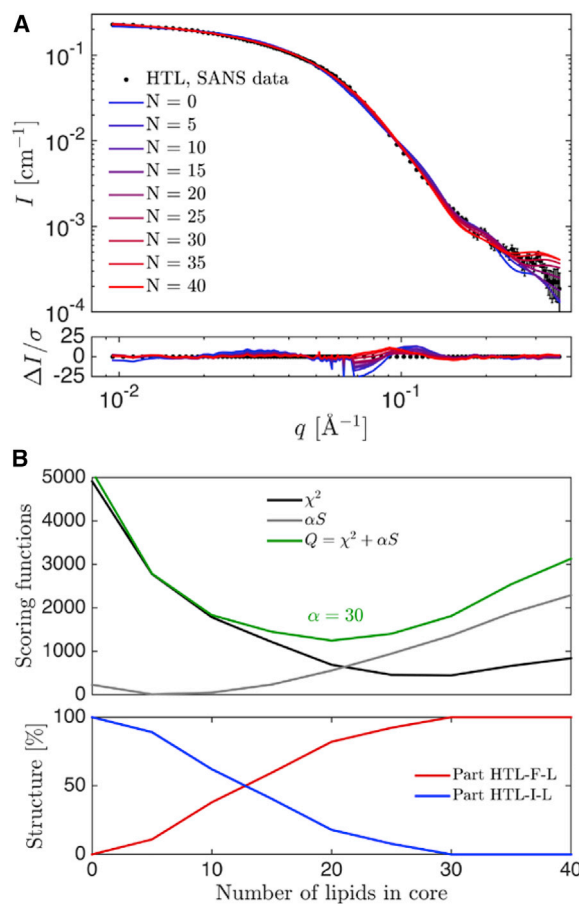 A
10⁻¹
10⁻²
10⁻³
10⁻⁴
I [cm⁻¹]
HTL, SANS data
N = 0
N = 5
N = 10
N = 15
N = 20
N = 25
N = 30
N = 35
N = 40
25
0
-25
ΔI/σ
10⁻² 10⁻¹
q [Å⁻¹]
B
5000
4000
3000
2000
1000
0
Scoring functions
χ²
αS
Q = χ² + αS
α = 30
100
50
0
Structure [%]
Part HTL-F-L
Part HTL-I-L
0 10 20 30 40
Number of lipids in core